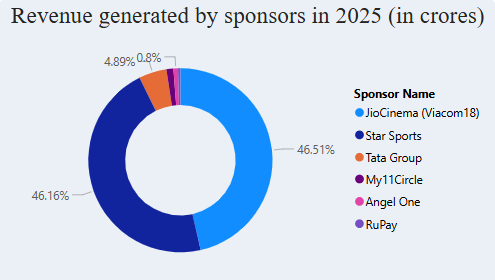 Revenue generated by sponsors in 2025 (in crores)
4.89%
0.8%
46.51%
46.16%
Sponsor Name
JioCinema (Viacom18)
Star Sports
Tata Group
My11Circle
Angel One
RuPay